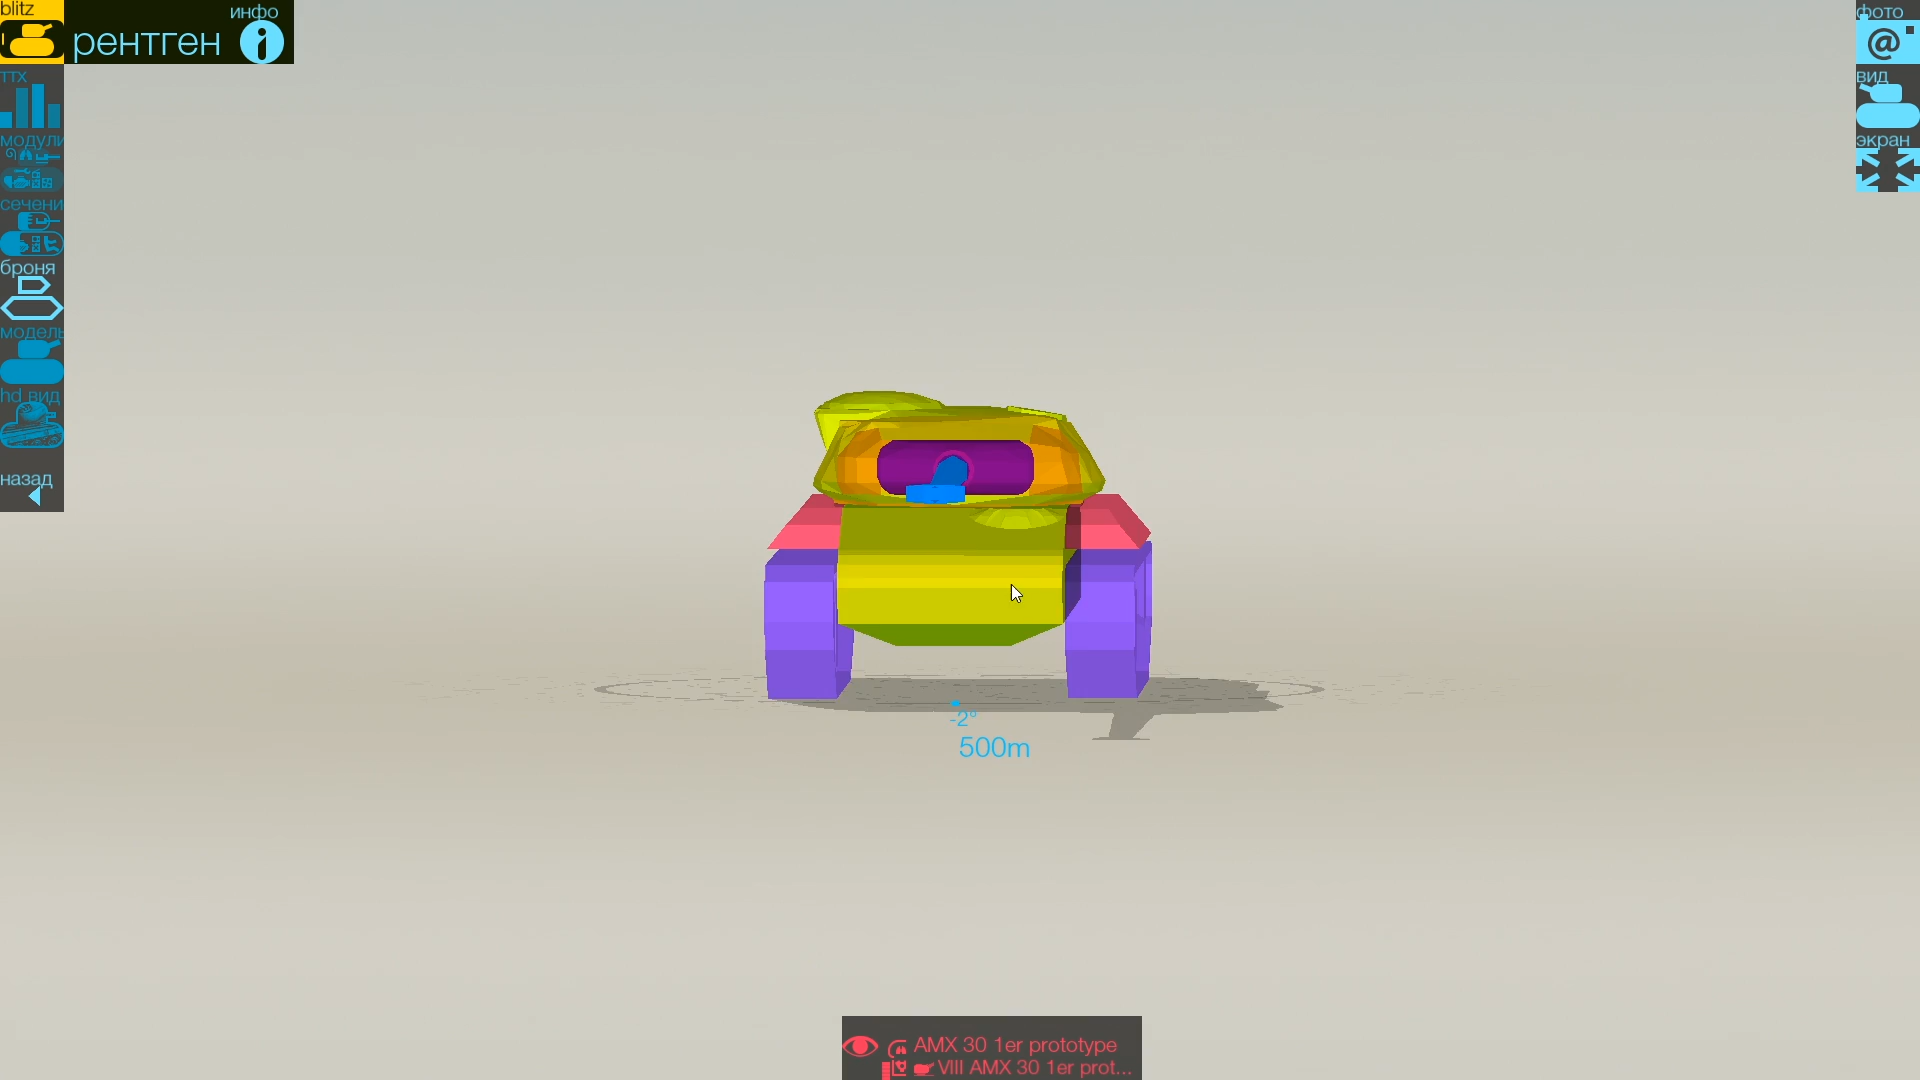 blitz
инфо
рентген
ттх
модули
сечени
броня
модель
hd вид
назад
фото
@
вид
экран
-2°
500m
AMX 30 1er prototype
VIII AMX 30 1er prot...